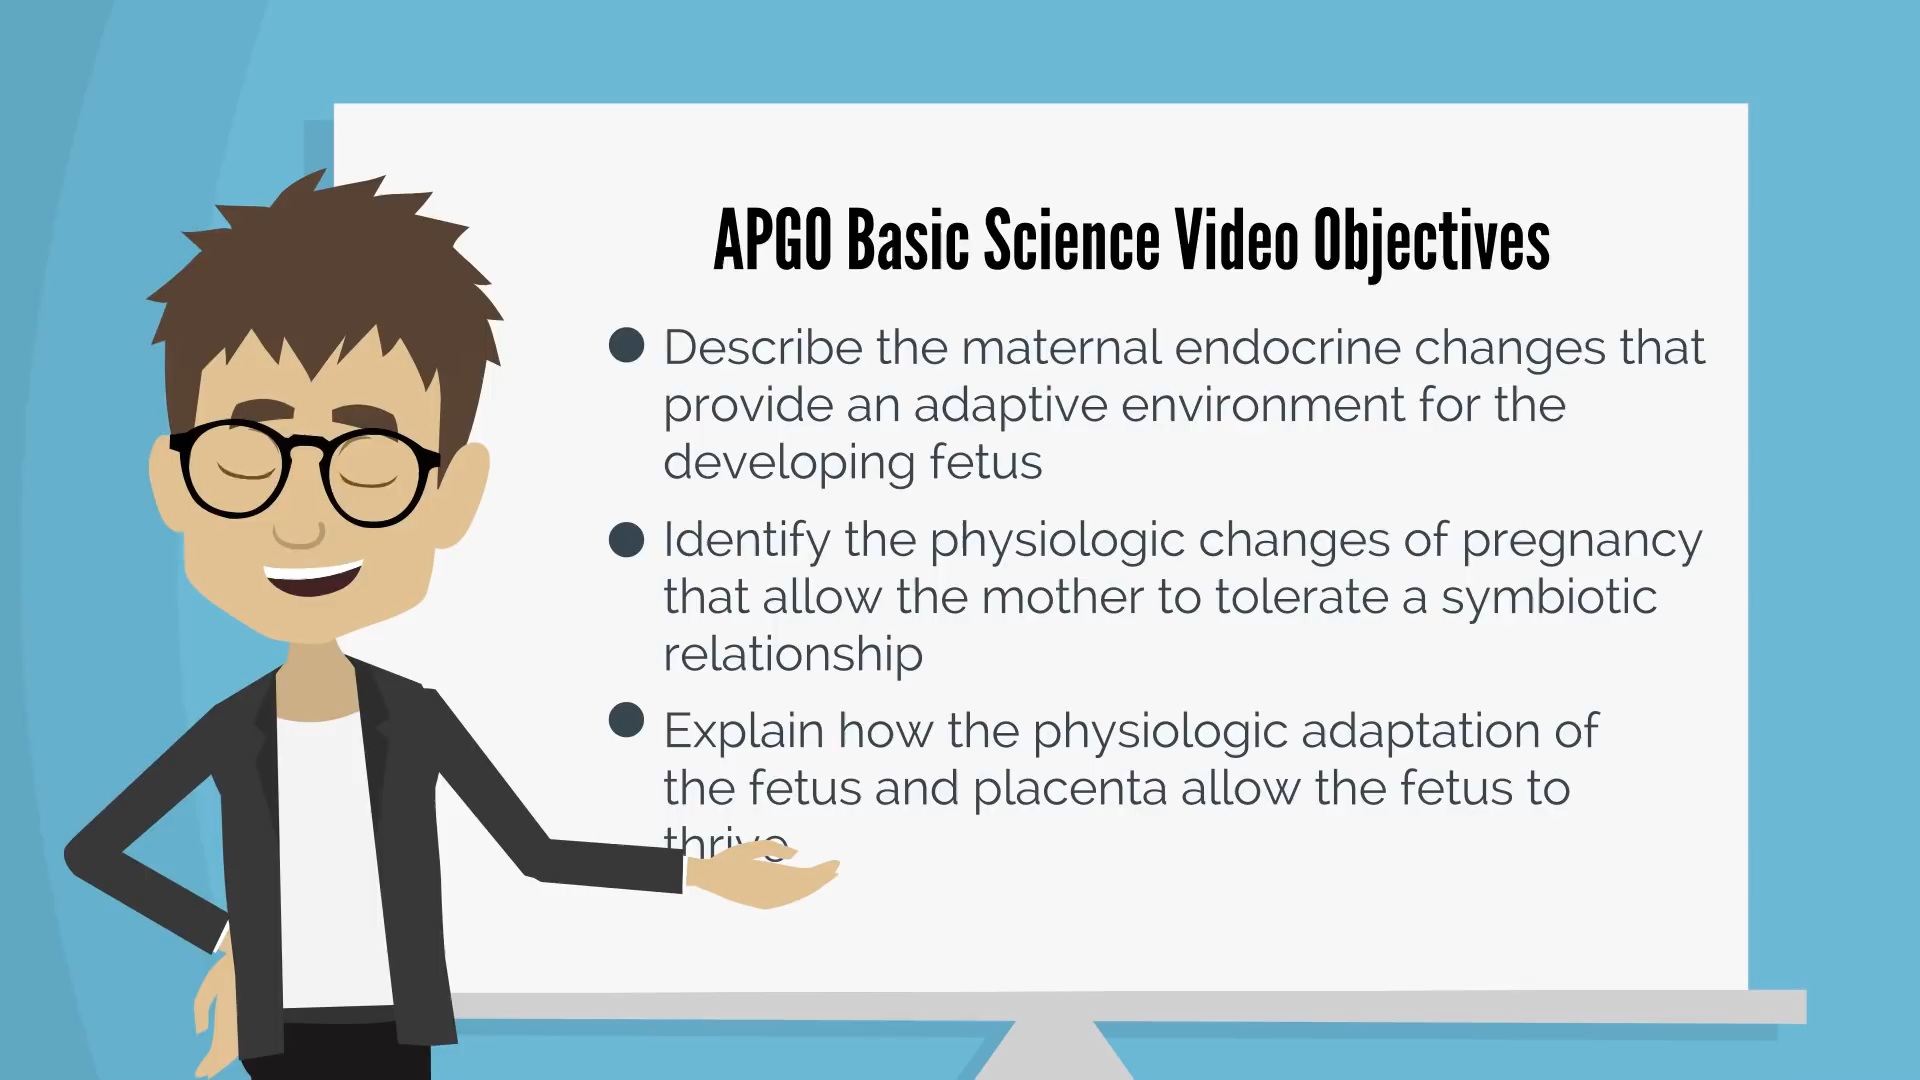 APGO Basic Science Video Objectives
Describe the maternal endocrine changes that
provide an adaptive environment for the
developing fetus
Identify the physiologic changes of pregnancy
that allow the mother to tolerate a symbiotic
relationship
Explain how the physiologic adaptation of
the fetus and placenta allow the fetus to
thrive